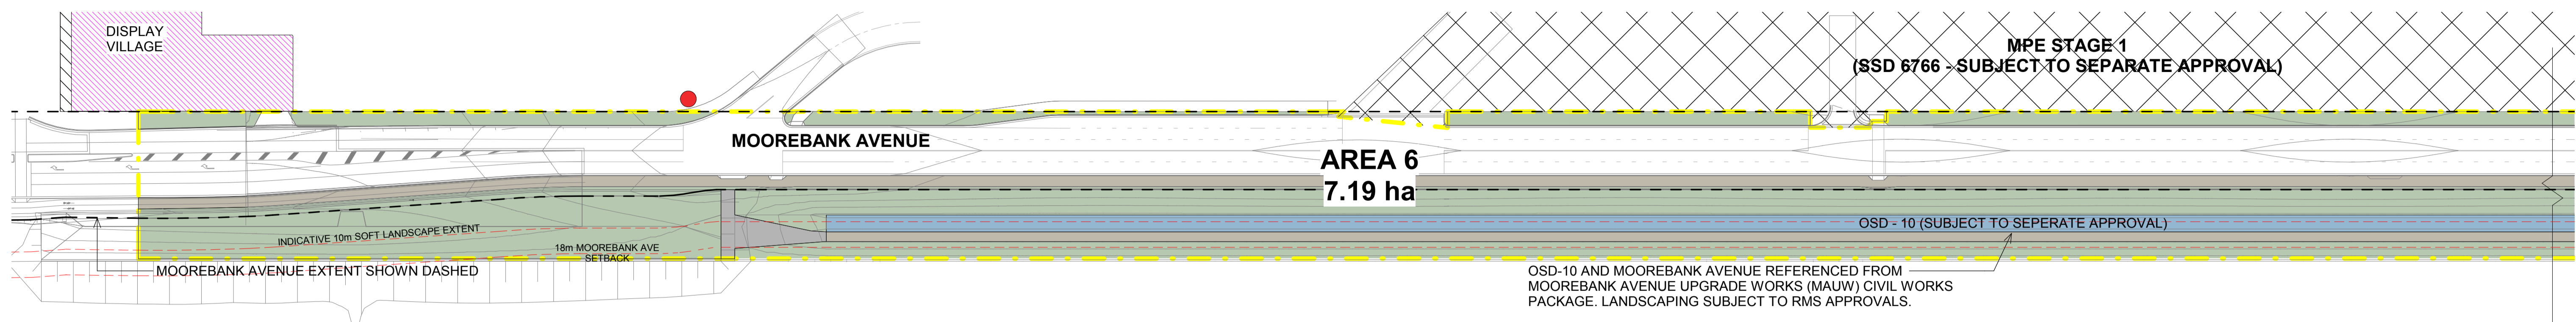 DISPLAY
VILLAGE
MPE STAGE 1
(SSD 6766 - SUBJECT TO SEPARATE APPROVAL)
MOOREBANK AVENUE
AREA 6
7.19 ha
OSD - 10 (SUBJECT TO SEPERATE APPROVAL)
INDICATIVE 10m SOFT LANDSCAPE EXTENT
18m MOOREBANK AVE
SETBACK
MOOREBANK AVENUE EXTENT SHOWN DASHED
OSD-10 AND MOOREBANK AVENUE REFERENCED FROM
MOOREBANK AVENUE UPGRADE WORKS (MAUW) CIVIL WORKS
PACKAGE. LANDSCAPING SUBJECT TO RMS APPROVALS.